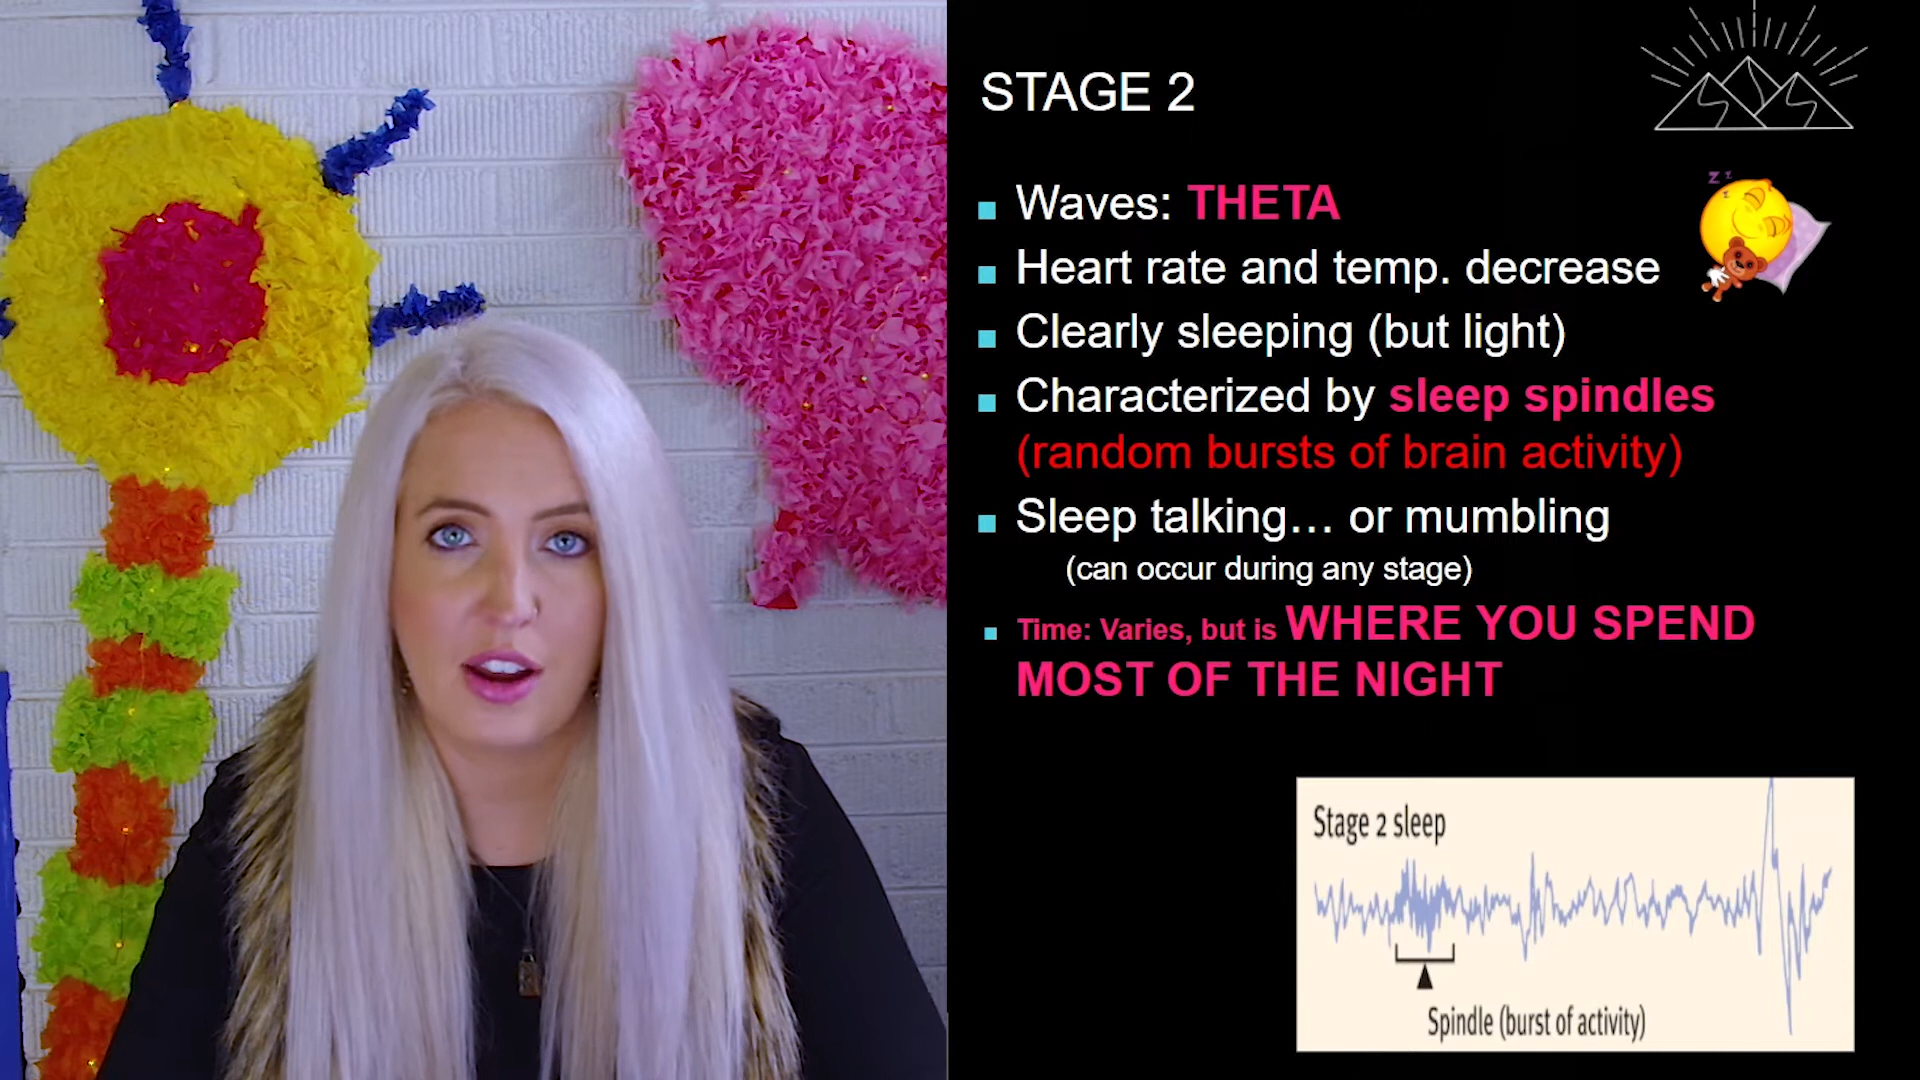 STAGE 2
Waves: THETA
Heart rate and temp. decrease
Clearly sleeping (but light)
Characterized by sleep spindles
(random bursts of brain activity)
Sleep talking… or mumbling
(can occur during any stage)
Time: Varies, but is WHERE YOU SPEND
MOST OF THE NIGHT
Stage 2 sleep
Spindle (burst of activity)